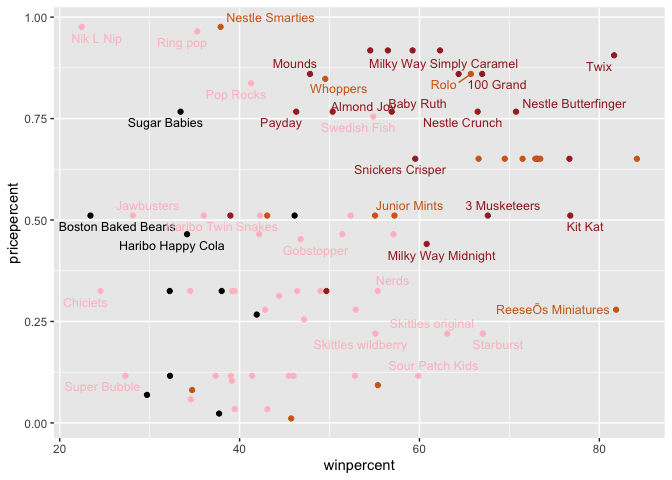 1.00
Nestle Smarties
Nik L Nip
Ring pop
Mounds
Milky Way Simply Caramel
Twix
Whoppers
Rolo
100 Grand
Pop Rocks
Almond Joy
Baby Ruth
Nestle Butterfinger
0.75
Sugar Babies
Payday
Swedish Fish
Nestle Crunch
Snickers Crisper
pricepercent
Jawbusters
Junior Mints
3 Musketeers
0.50
Boston Baked Beans
Haribo Twin Snakes
Kit Kat
Haribo Happy Cola
Gobstopper
Milky Way Midnight
Nerds
Chiclets
ReeseÕs Miniatures
0.25
Skittles original
Skittles wildberry
Starburst
Sour Patch Kids
Super Bubble
0.00
20
40
60
80
winpercent